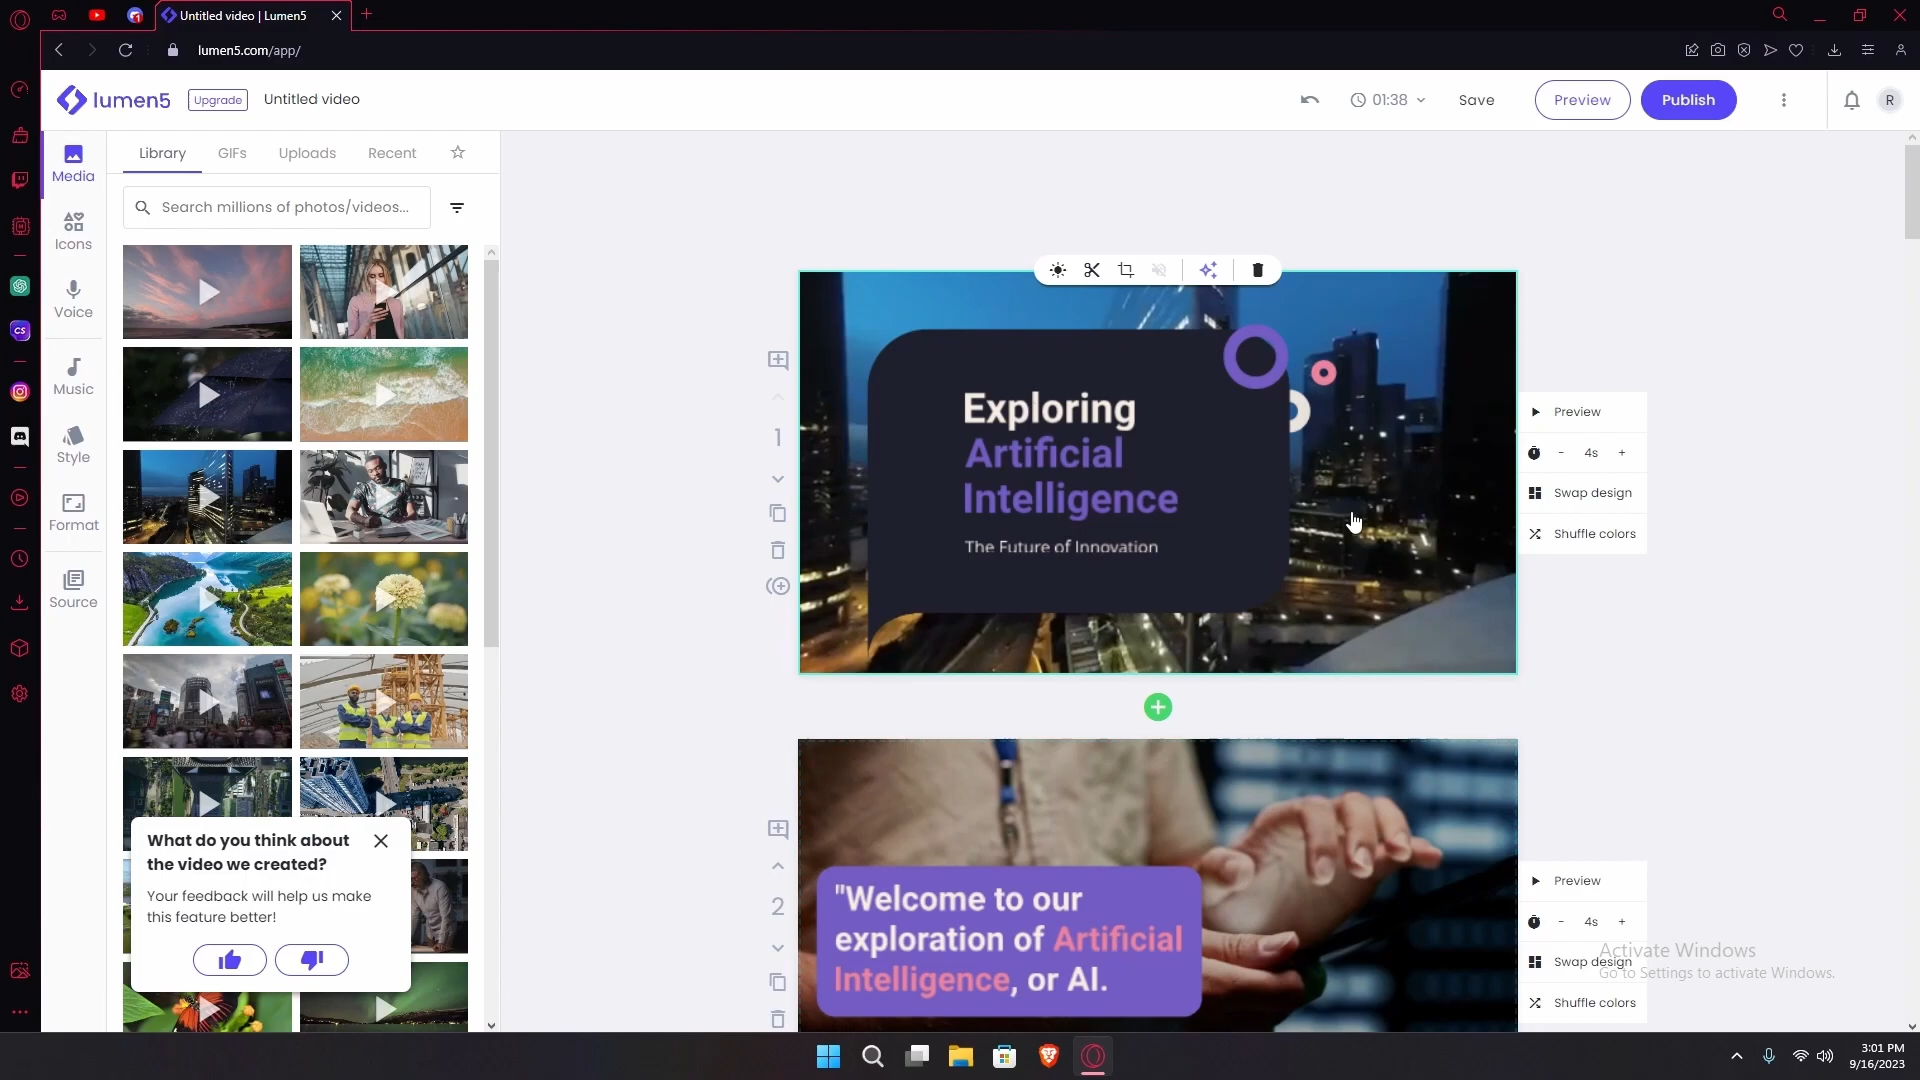 Untitled video | Lumen5
lumen5.com/app/
lumen5
Upgrade
Untitled video
01:38
Save
Preview
Publish
R
Media
Icons
Voice
Music
Style
Format
Source
Library
GIFs
Uploads
Recent
Search millions of photos/videos...
What do you think about
the video we created?
Your feedback will help us make
this feature better!
1
Exploring
Artificial
Intelligence
The Future of Innovation
Preview
- 4s +
Swap design
Shuffle colors
2
"Welcome to our
exploration of Artificial
Intelligence, or AI.
Preview
- 4s +
Swap design
Shuffle colors
Activate Windows
Go to Settings to activate Windows.
CS
3:01 PM
9/16/2023